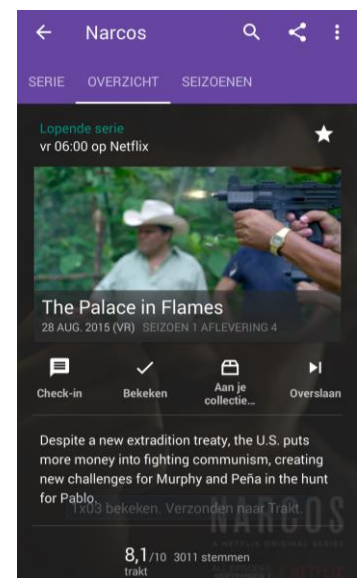 Narcos
SERIE OVERZICHT SEIZOENEN
Lopende serie
vr 06:00 op Netflix
The Palace in Flames
28 AUG. 2015 (VR) SEIZOEN 1 AFLEVERING 4
Check-in Bekeken Aan je collectie... Overslaan
Despite a new extradition treaty, the U.S. puts
more money into fighting communism, creating
new challenges for Murphy and Peña in the hunt
for Pablo.
1x03 bekeken. Verzonden naar Trakt.
NARCOS
A NETFLIX ORIGINAL SERIES
8,1/10 3011 stemmen
trakt
NETFLIX